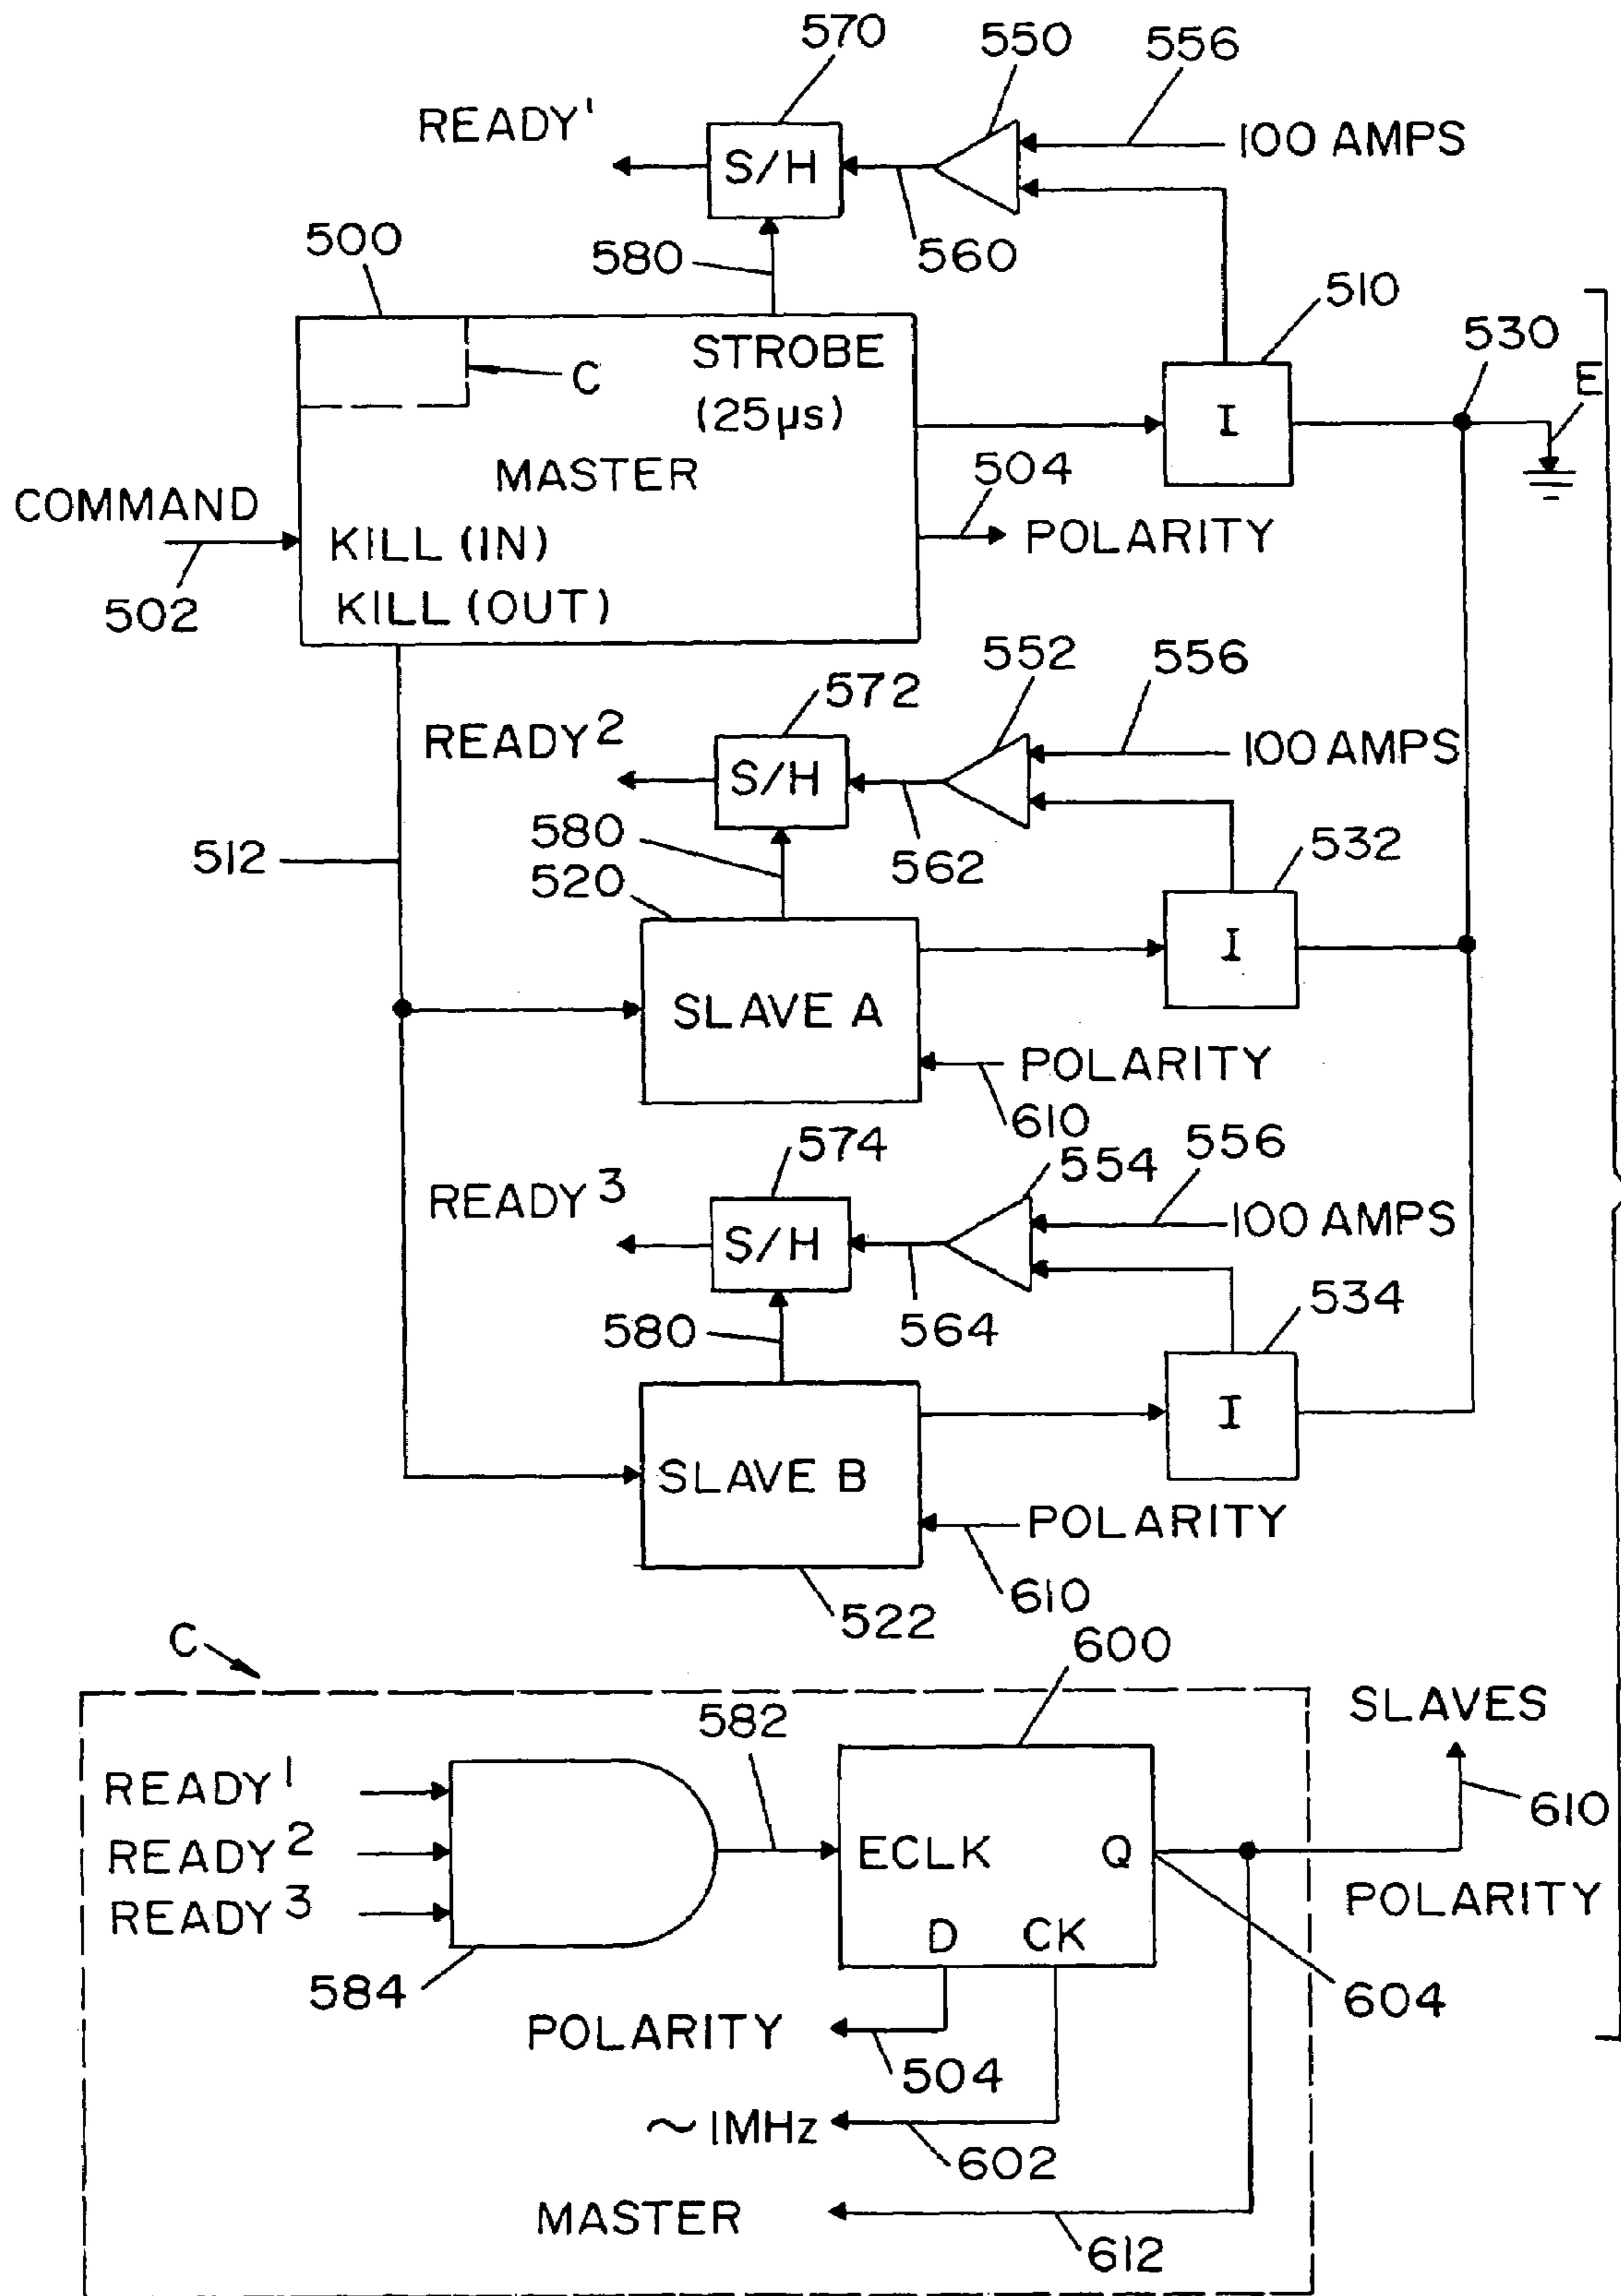 570
550
556
READY¹
S/H
100 AMPS
500
580
560
510
530
E
STROBE
(25µs)
C
I
MASTER
504
COMMAND
KILL (IN)
POLARITY
502
KILL (OUT)
552
556
572
READY²
S/H
100 AMPS
580
562
532
512
520
I
SLAVE A
POLARITY
610
574
554
556
READY³
S/H
100 AMPS
580
564
534
I
SLAVE B
POLARITY
610
522
C
600
582
SLAVES
READY¹
READY²
READY³
ECLK
Q
610
POLARITY
D
CK
584
604
POLARITY
504
~1MHz
602
MASTER
612